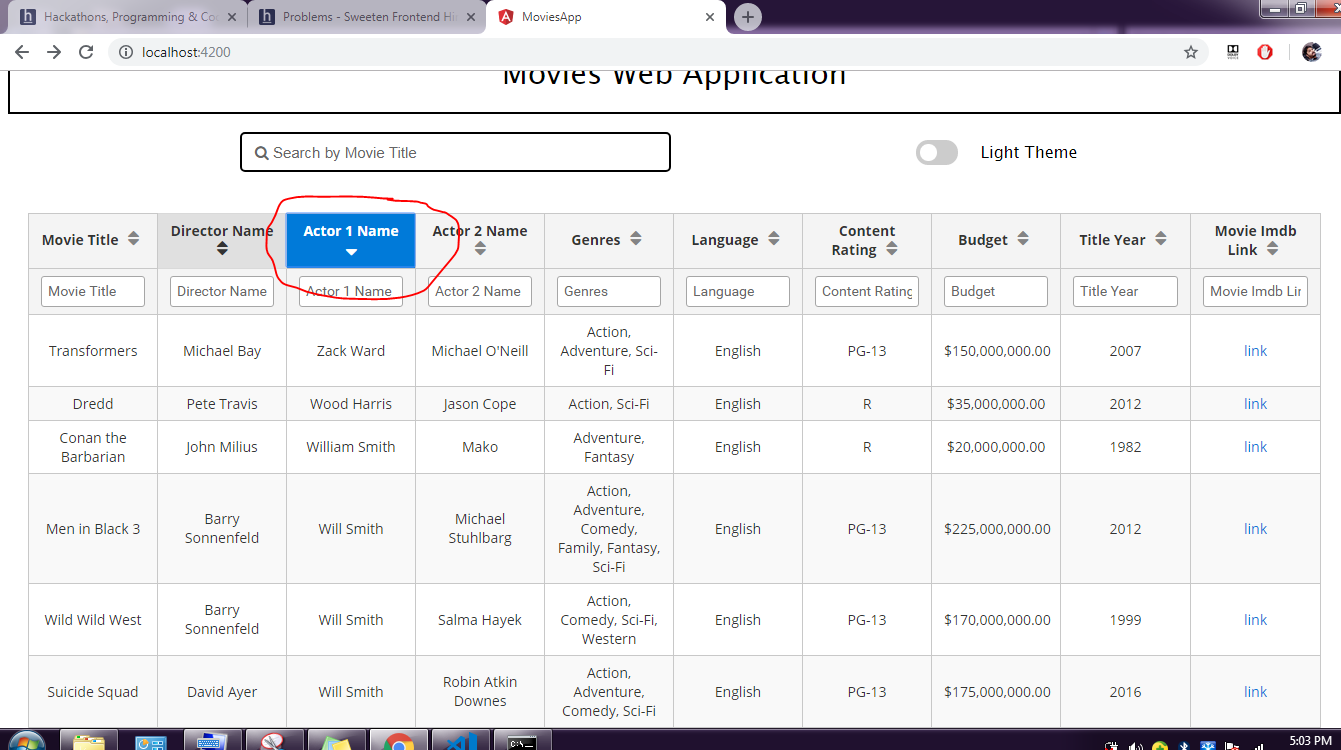 Hackathons, Programming & Co
Problems - Sweeten Frontend Hi
MoviesApp
localhost:4200
Movies Web Application
Search by Movie Title
Light Theme
Movie Title
Director Name
Actor 1 Name
Actor 2 Name
Genres
Language
Content
Rating
Budget
Title Year
Movie Imdb
Link
Movie Title
Director Name
Actor 1 Name
Actor 2 Name
Genres
Language
Content Rating
Budget
Title Year
Movie Imdb Lin
Transformers
Michael Bay
Zack Ward
Michael O'Neill
Action,
Adventure, Sci-
Fi
English
PG-13
$150,000,000.00
2007
link
Dredd
Pete Travis
Wood Harris
Jason Cope
Action, Sci-Fi
English
R
$35,000,000.00
2012
link
Conan the
Barbarian
John Milius
William Smith
Mako
Adventure,
Fantasy
English
R
$20,000,000.00
1982
link
Men in Black 3
Barry
Sonnenfeld
Will Smith
Michael
Stuhlbarg
Action,
Adventure,
Comedy,
Family, Fantasy,
Sci-Fi
English
PG-13
$225,000,000.00
2012
link
Wild Wild West
Barry
Sonnenfeld
Will Smith
Salma Hayek
Action,
Comedy, Sci-Fi,
Western
English
PG-13
$170,000,000.00
1999
link
Suicide Squad
David Ayer
Will Smith
Robin Atkin
Downes
Action,
Adventure,
Comedy, Sci-Fi
English
PG-13
$175,000,000.00
2016
link
5:03 PM